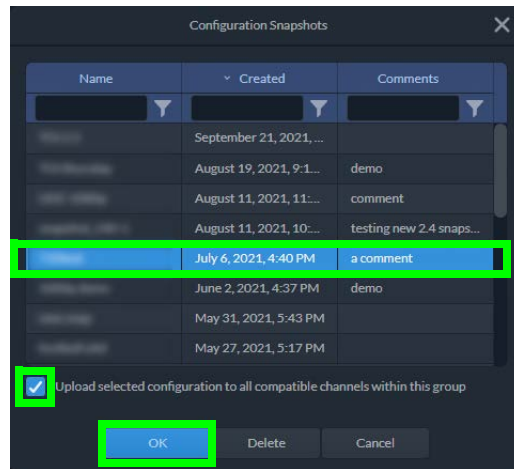 Configuration Snapshots
Name Created Comments
September 21, 2021, ...
August 19, 2021, 9:1... demo
August 11, 2021, 11:... comment
August 11, 2021, 10:... testing new 2.4 snaps...
July 6, 2021, 4:40 PM a comment
June 2, 2021, 4:37 PM demo
May 31, 2021, 5:43 PM
May 27, 2021, 5:17 PM
Upload selected configuration to all compatible channels within this group
OK Delete Cancel